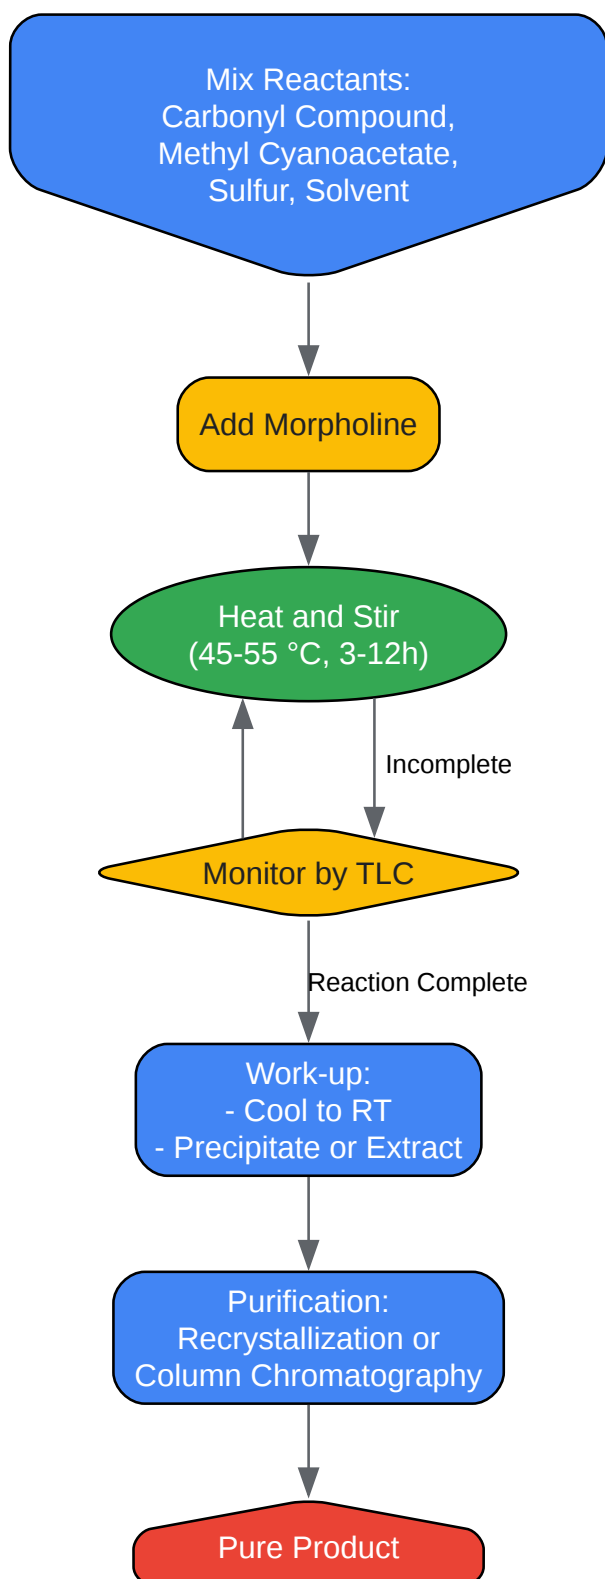 Mix Reactants:
Carbonyl Compound,
Methyl Cyanoacetate,
Sulfur, Solvent
Add Morpholine
Heat and Stir
(45-55 °C, 3-12h)
Incomplete
Monitor by TLC
Reaction Complete
Work-up:
- Cool to RT
- Precipitate or Extract
Purification:
Recrystallization or
Column Chromatography
Pure Product